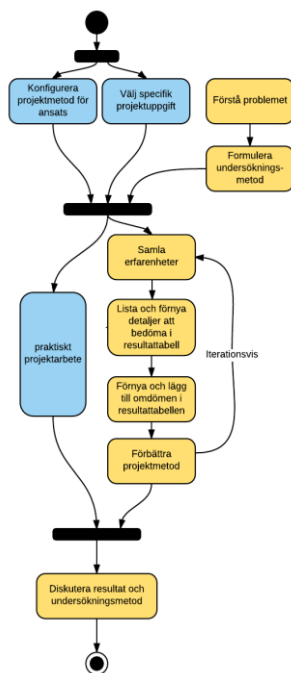 Konfigurera
projektmetod för
ansats
Välj specifik
projektuppgift
Förstå problemet
Formulera
undersöknings-
metod
Samla
erfarenheter
Lista och förnya
detaljer att
bedöma i
resultattabell
Iterationsvis
praktiskt
projektarbete
Förnya och lägg
till omdömen i
resultattabellen
Förbättra
projektmetod
Diskutera resultat och
undersökningsmetod